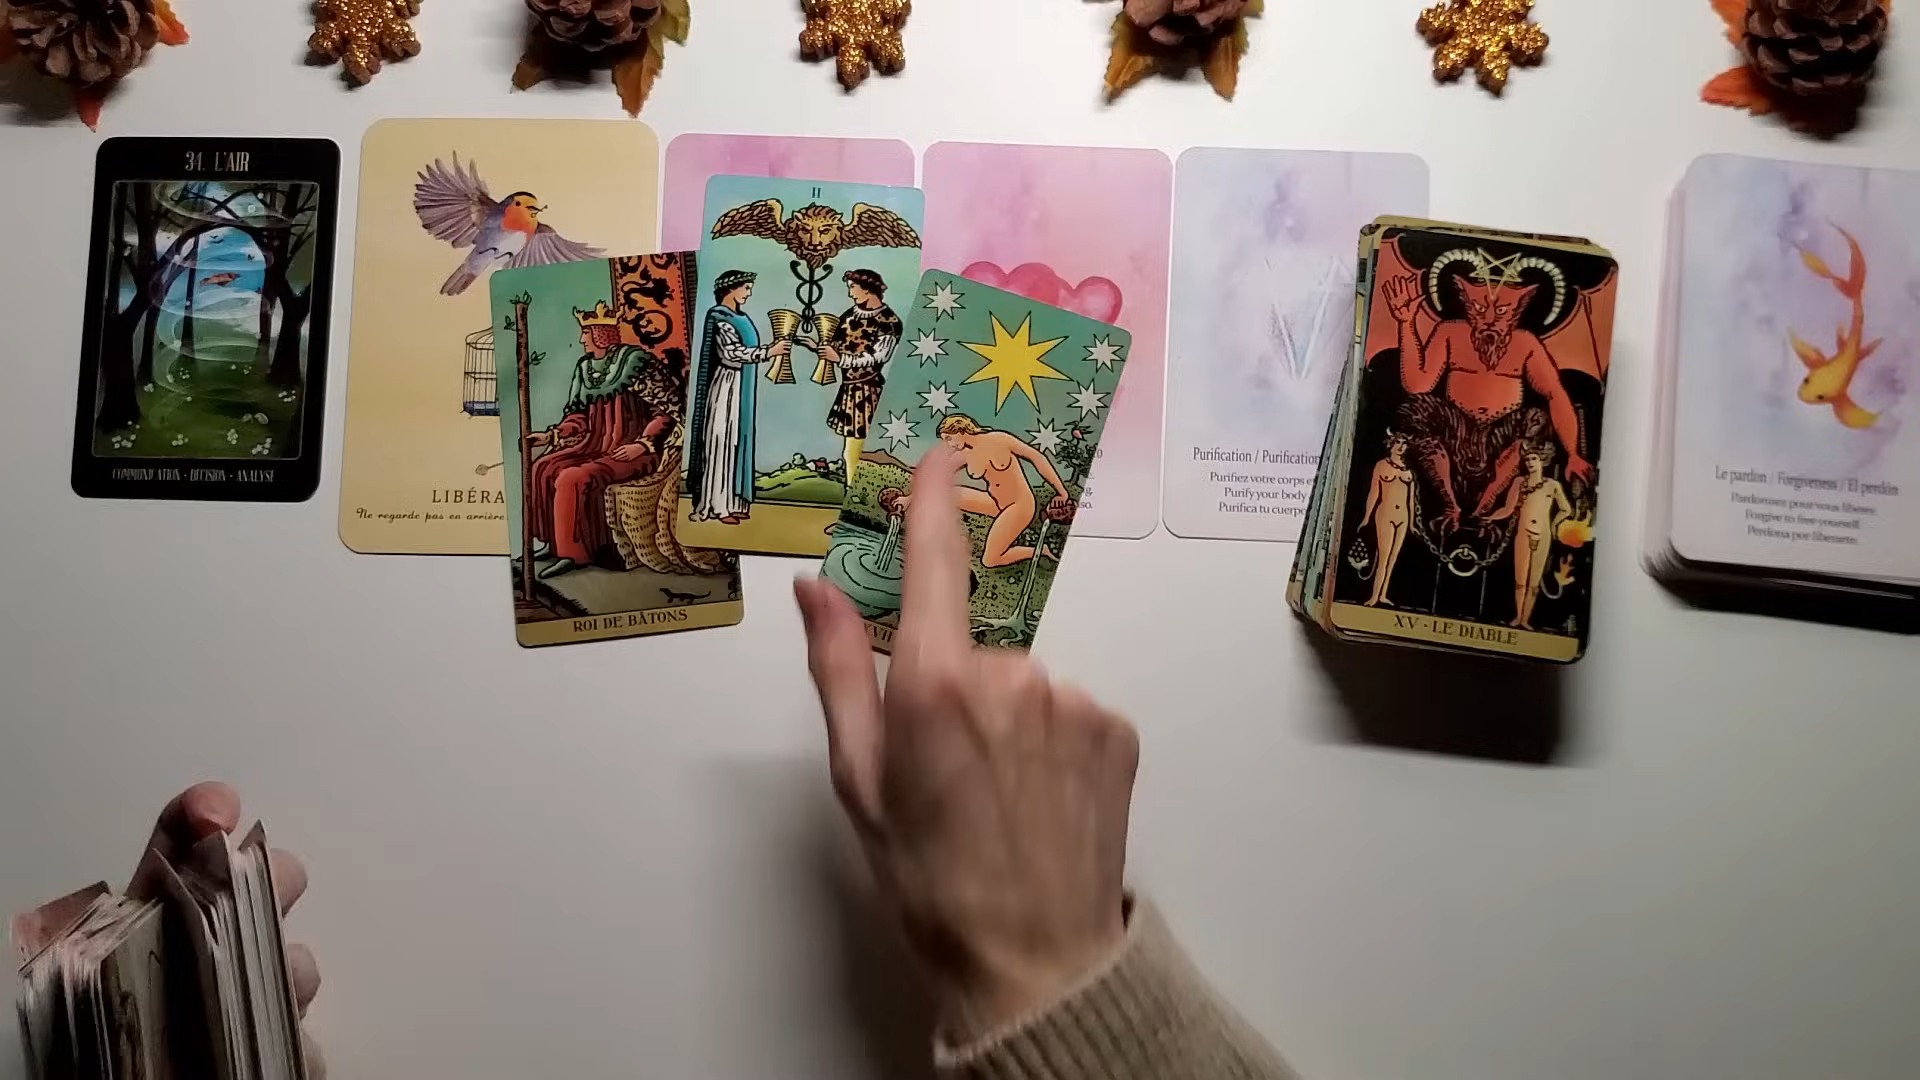 34. L'AIR
COMMUNICATION • DÉCISION • ANALYSE
LIBÉRA
Ne regarde pas en arrière
ROI DE BÂTONS
II
XVII
Purification / Purification
Purifiez votre corps e
Purify your body
Purifica tu cuerpo
XV • LE DIABLE
Le pardon / Forgiveness / El perdón
Pardonnez pour vous libérer.
Forgive to free yourself.
Perdona por liberarte.